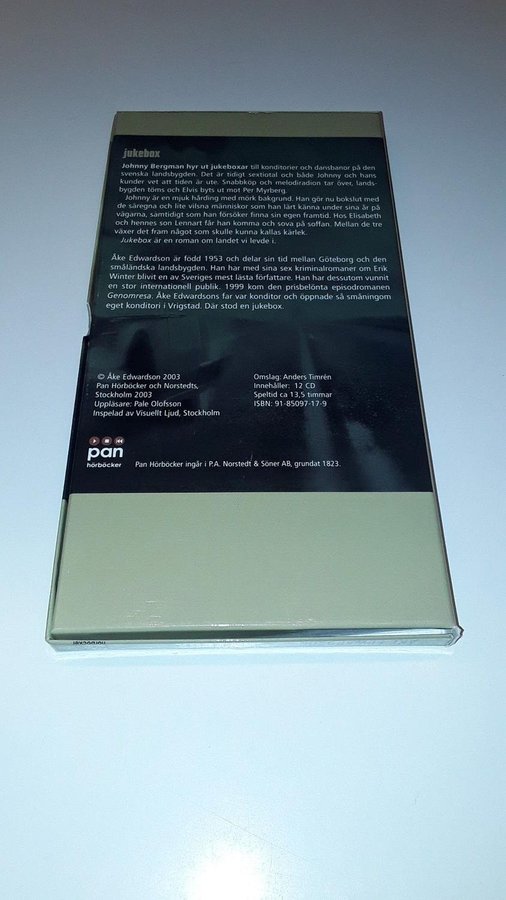 jukebox
Johnny Bergman hyr ut jukeboxar till konditorier och dansbanor på den
svenska landsbygden. Det är tidigt sextiotal och både Johnny och hans
kunder vet att tiden är ute. Snabbköp och melodiradion tar över, lands-
bygden töms och Elvis byts ut mot Per Myrberg.
Johnny är en mjuk hårding med mörk bakgrund. Han gör nu bokslut med
de säregna och lite vilsna människor som han lärt känna under sina år på
vägarna, samtidigt som han försöker finna sin egen framtid. Hos Elisabeth
och hennes son Lennart får han komma och sova på soffan. Mellan de tre
växer det fram något som skulle kunna kallas kärlek.
Jukebox är en roman om landet vi levde i.
Åke Edwardson är född 1953 och delar sin tid mellan Göteborg och den
småländska landsbygden. Han har med sina sex kriminalromaner om Erik
Winter blivit en av Sveriges mest lästa författare. Han har dessutom vunnit
en stor internationell publik. 1999 kom den prisbelönta episodromanen
Genomresa. Åke Edwardsons far var konditor och öppnade så småningom
eget konditori i Vrigstad. Där stod en jukebox.
© Åke Edwardson 2003
Pan Hörböcker och Norstedts,
Stockholm 2003
Uppläsare: Pale Olofsson
Inspelad av Visuellt Ljud, Stockholm
Omslag: Anders Timrén
Innehåller: 12 CD
Speltid ca 13,5 timmar
ISBN: 91-85097-17-9
pan
hörböcker
Pan Hörböcker ingår i P.A. Norstedt & Söner AB, grundat 1823.